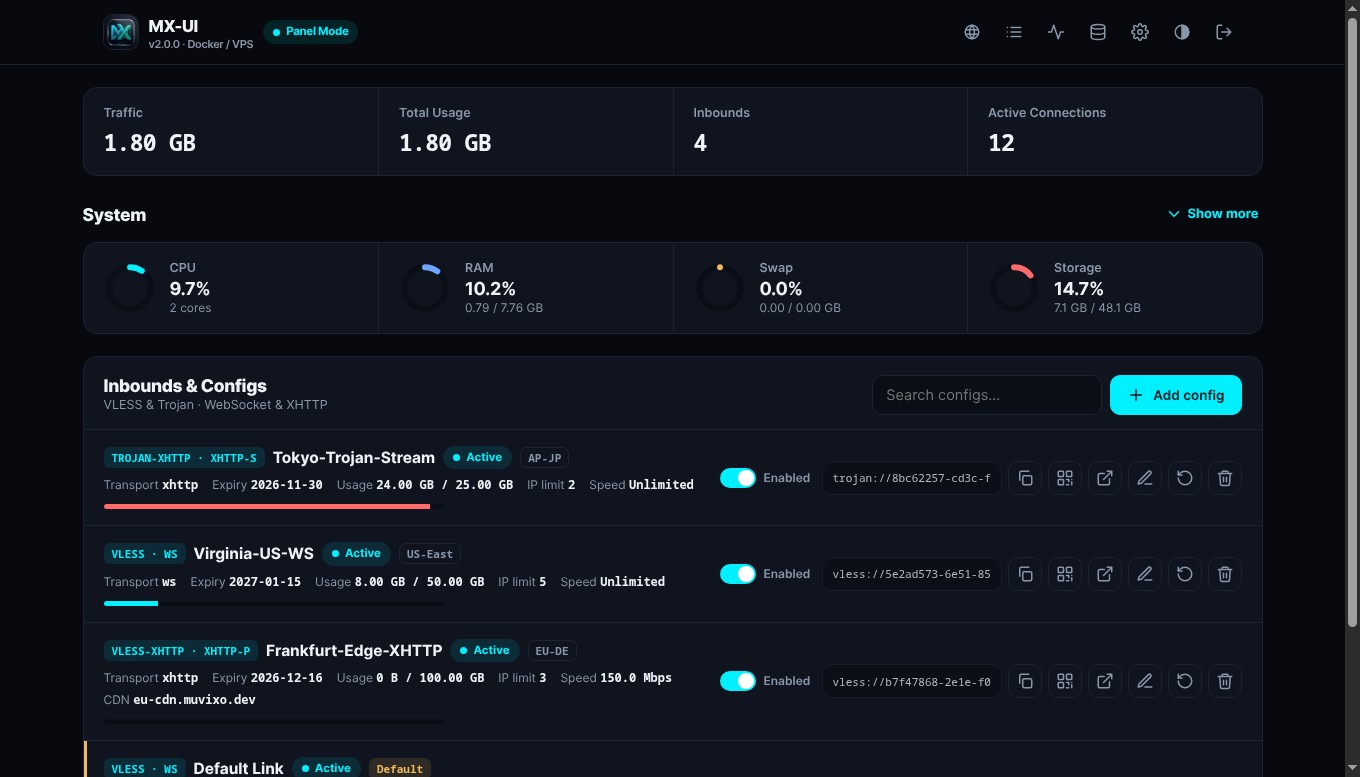 MX-UI
v2.0.0 · Docker / VPS
Panel Mode
Traffic
1.80 GB
Total Usage
1.80 GB
Inbounds
4
Active Connections
12
System
Show more
CPU
9.7%
2 cores
RAM
10.2%
0.79 / 7.76 GB
Swap
0.0%
0.00 / 0.00 GB
Storage
14.7%
7.1 GB / 48.1 GB
Inbounds & Configs
VLESS & Trojan · WebSocket & XHTTP
Search configs...
Add config
TROJAN-XHTTP · XHTTP-S Tokyo-Trojan-Stream Active AP-JP
Transport xhttp Expiry 2026-11-30 Usage 24.00 GB / 25.00 GB IP limit 2 Speed Unlimited
Enabled
trojan://8bc62257-cd3c-f
VLESS · WS Virginia-US-WS Active US-East
Transport ws Expiry 2027-01-15 Usage 8.00 GB / 50.00 GB IP limit 5 Speed Unlimited
Enabled
vless://5e2ad573-6e51-85
VLESS-XHTTP · XHTTP-P Frankfurt-Edge-XHTTP Active EU-DE
Transport xhttp Expiry 2026-12-16 Usage 0 B / 100.00 GB IP limit 3 Speed 150.0 Mbps
CDN eu-cdn.muvixo.dev
Enabled
vless://b7f47868-2e1e-f0
VLESS · WS Default Link Active Default